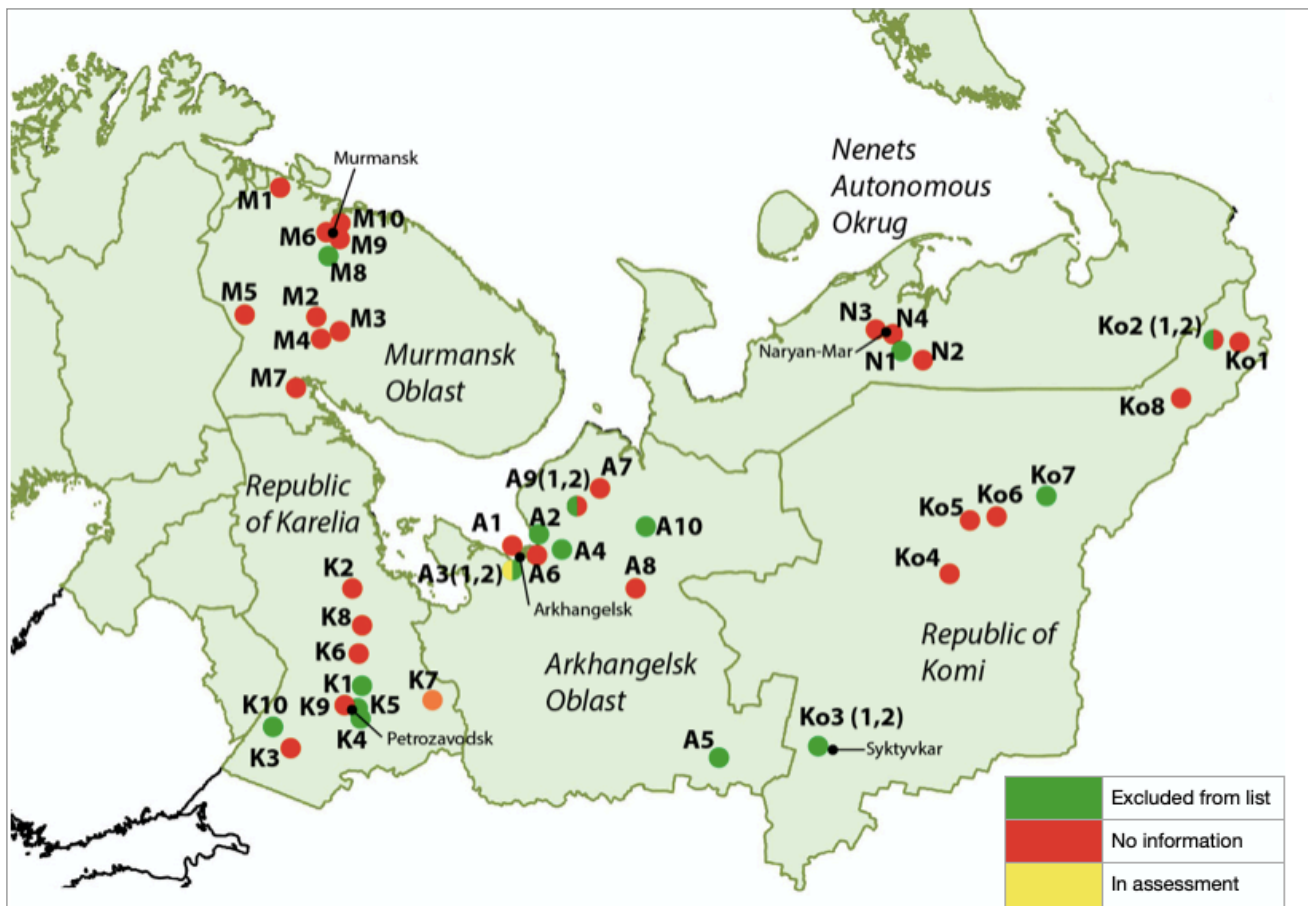 Murmansk
Nenets
Autonomous
Okrug
M1
M10
M6
M9
M8
M5
M2
M3
M4
Murmansk
Oblast
M7
N3
N4
Naryan-Mar
N1
N2
Ko2 (1,2)
Ko1
Ko8
Republic
of Karelia
A9(1,2)
A7
A1
A2
A10
A4
A3(1,2)
A6
A8
Arkhangelsk
Ko7
Ko5
Ko6
Ko4
K2
K8
K6
K1
K7
K10
K9
K5
K4
Petrozavodsk
K3
Arkhangelsk
Oblast
Republic of
Komi
A5
Ko3 (1,2)
Syktyvkar
Excluded from list
No information
In assessment